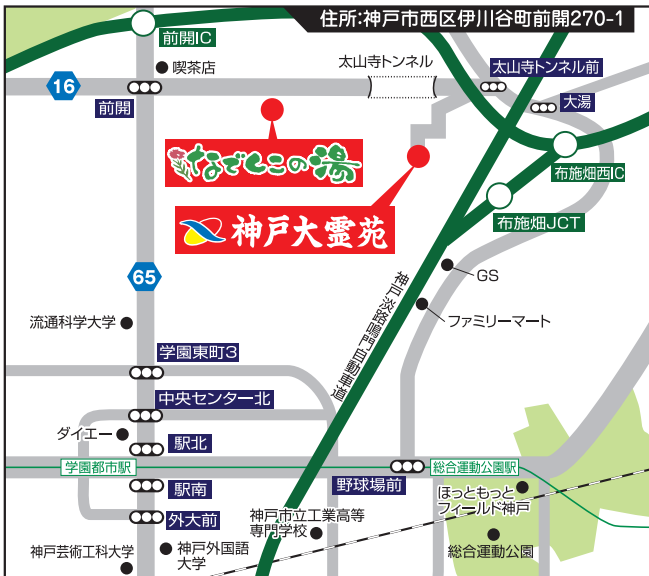 住所:神戸市西区伊川谷町前開270-1
前開IC
喫茶店
太山寺トンネル
太山寺トンネル前
16
前開
大湯
なでしこの湯
布施畑西IC
神戸大霊苑
布施畑JCT
65
GS
神戸淡路鳴門自動車道
流通科学大学
ファミリーマート
学園東町3
中央センター北
ダイエー
駅北
学園都市駅
総合運動公園駅
駅南
野球場前
ほっともっと
フィールド神戸
外大前
神戸市立工業高等
専門学校
神戸芸術工科大学
神戸外国語
大学
総合運動公園